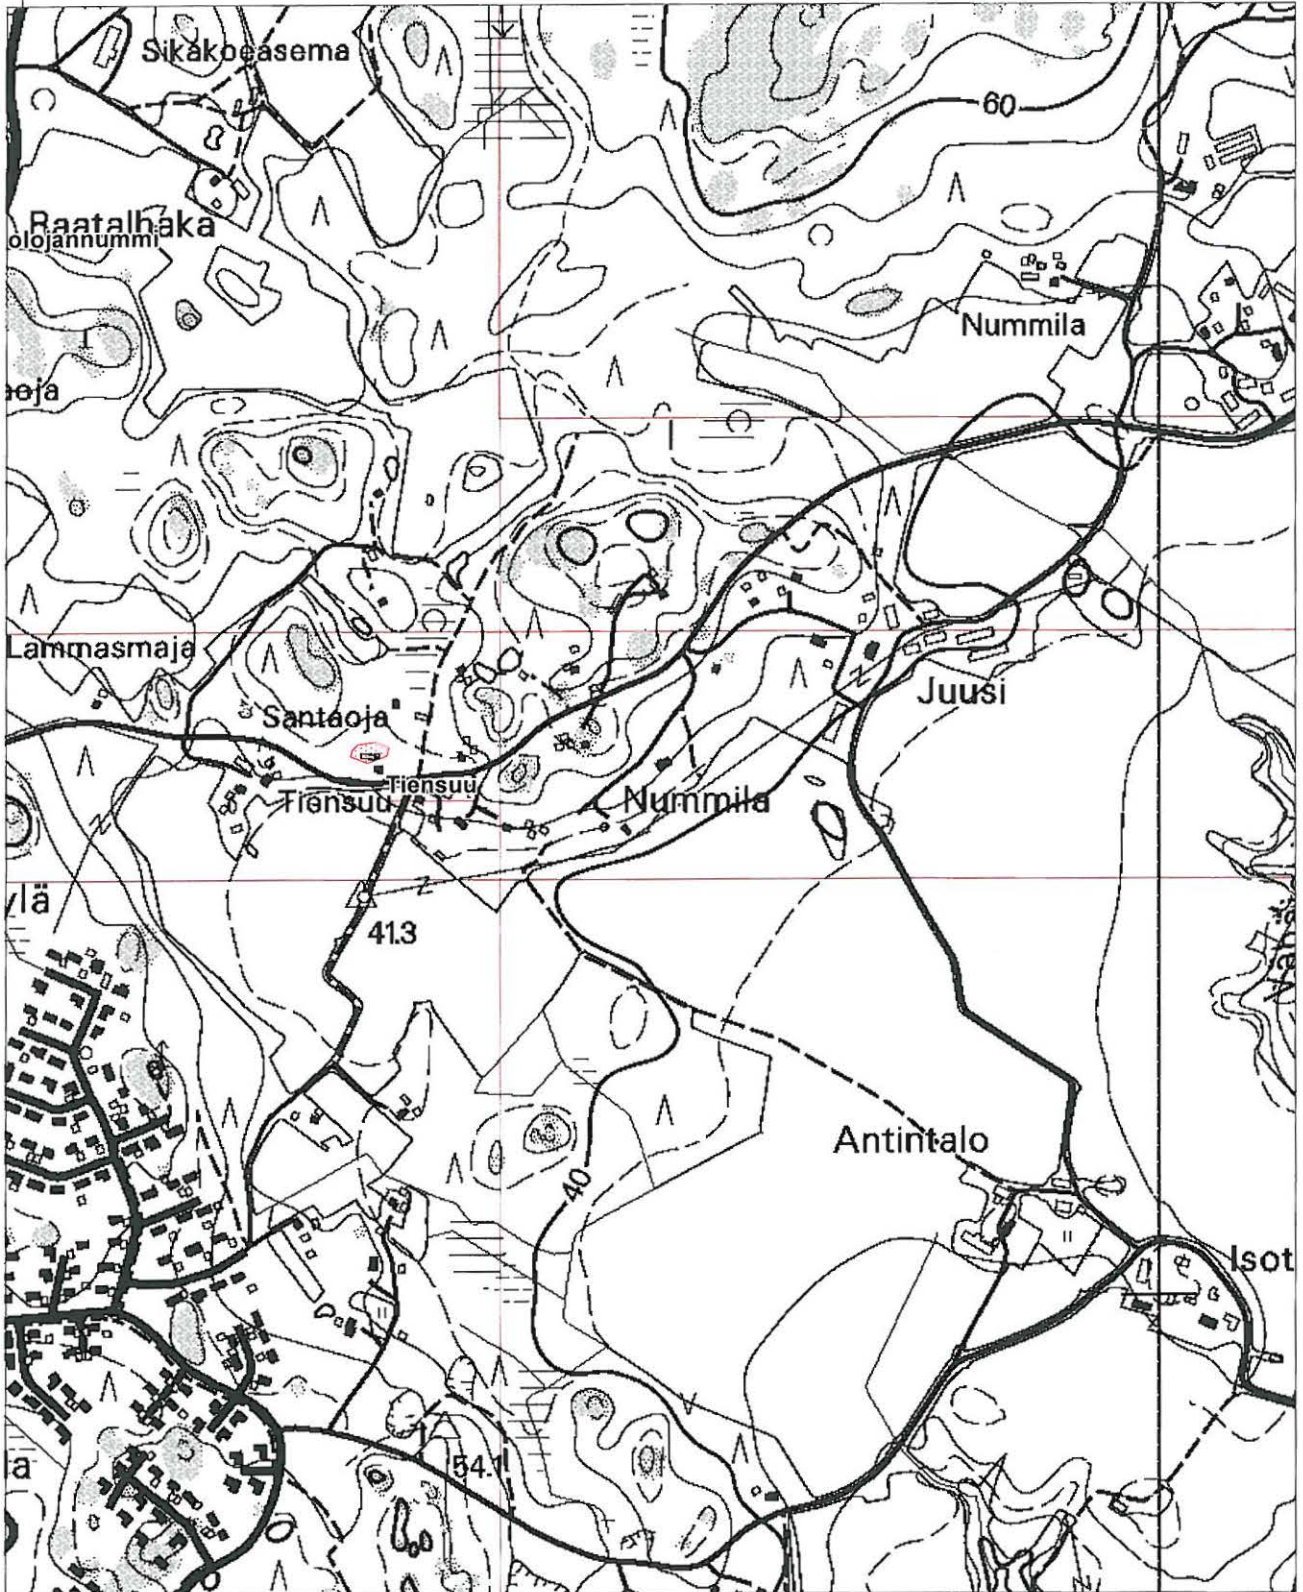 Sikakoeasema
60
Raatalhaka
olojannummi
Nummila
oja
Lammasmaja
Santaoja
Juusi
Tiensuu
Tiensuu
Nummila
ylä
41.3
Antintalo
40
Isot
54.1